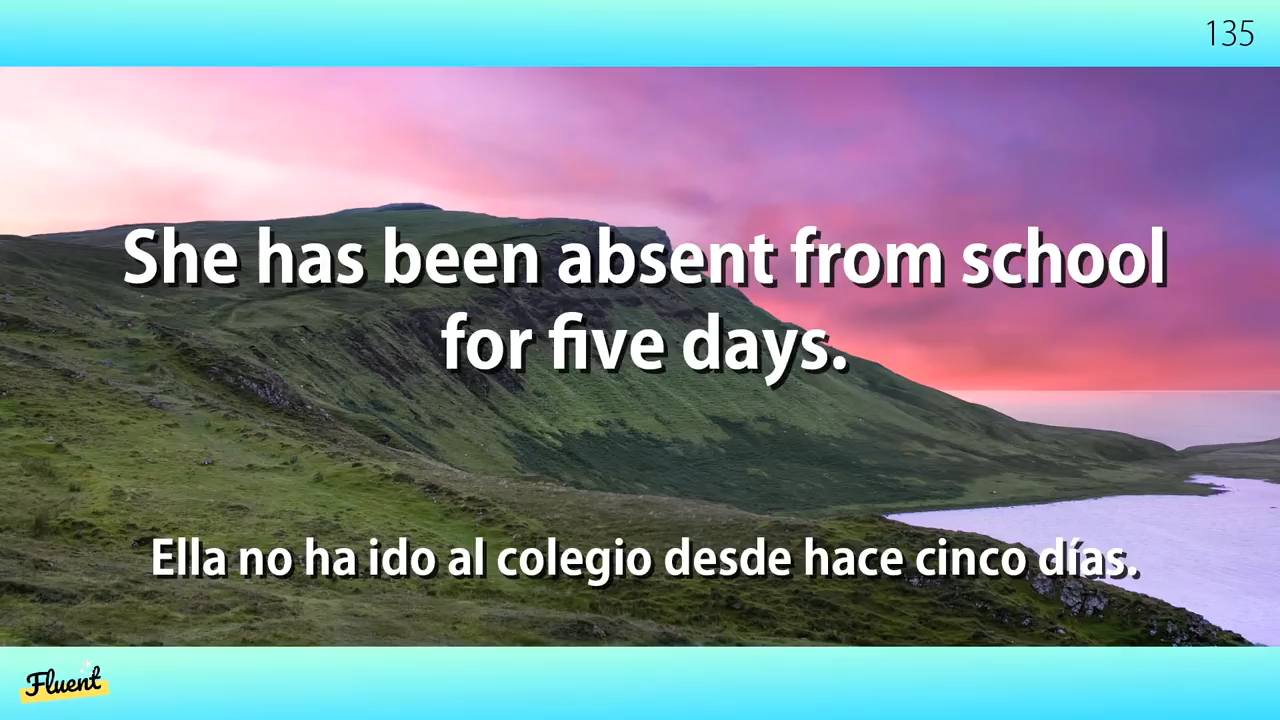 135
She has been absent from school
for five days.
Ella no ha ido al colegio desde hace cinco días.
Fluent